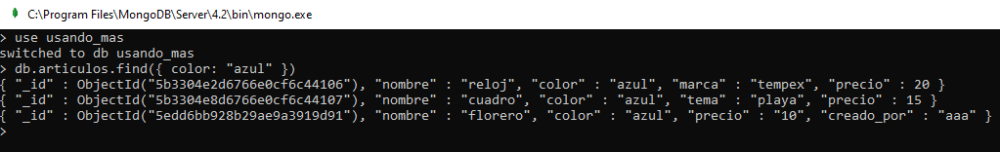 C:\Program Files\MongoDB\Server\4.2\bin\mongo.exe
> use usando_mas
switched to db usando_mas
> db.articulos.find({ color: "azul" })
{ "_id" : ObjectId("5b3304e2d6766e0cf6c44106"), "nombre" : "reloj", "color" : "azul", "marca" : "tempex", "precio" : 20 }
{ "_id" : ObjectId("5b3304e8d6766e0cf6c44107"), "nombre" : "cuadro", "color" : "azul", "tema" : "playa", "precio" : 15 }
{ "_id" : ObjectId("5edd6bb928b29ae9a3919d91"), "nombre" : "florero", "color" : "azul", "precio" : "10", "creado_por" : "aaa" }
>